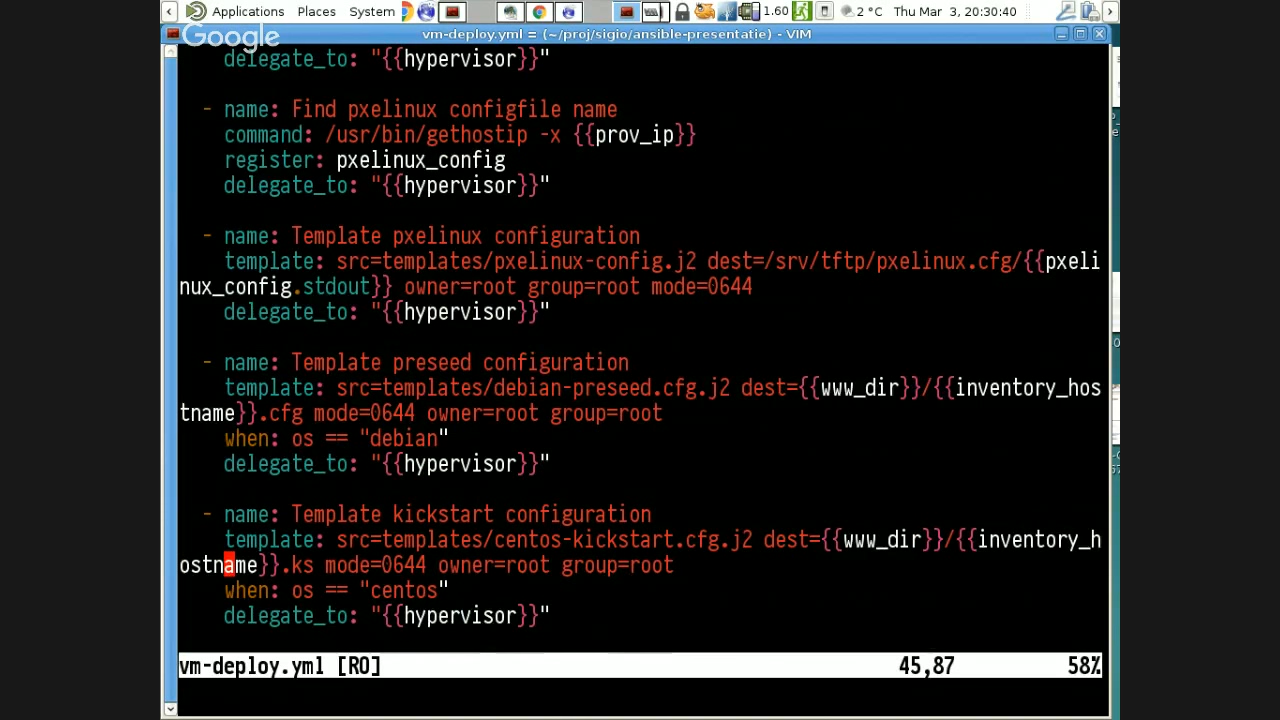 Applications Places System 1.60 2 °C Thu Mar 3, 20:30:40
Google
vm-deploy.yml = (~/proj/sigio/ansible-presentatie) - VIM
delegate_to: "{{hypervisor}}"
- name: Find pxelinux configfile name
command: /usr/bin/gethostip -x {{prov_ip}}
register: pxelinux_config
delegate_to: "{{hypervisor}}"
- name: Template pxelinux configuration
template: src=templates/pxelinux-config.j2 dest=/srv/tftp/pxelinux.cfg/{{pxeli
nux_config.stdout}} owner=root group=root mode=0644
delegate_to: "{{hypervisor}}"
- name: Template preseed configuration
template: src=templates/debian-preseed.cfg.j2 dest={{www_dir}}/{{inventory_hos
tname}}.cfg mode=0644 owner=root group=root
when: os == "debian"
delegate_to: "{{hypervisor}}"
- name: Template kickstart configuration
template: src=templates/centos-kickstart.cfg.j2 dest={{www_dir}}/{{inventory_h
ostname}}.ks mode=0644 owner=root group=root
when: os == "centos"
delegate_to: "{{hypervisor}}"
vm-deploy.yml [RO] 45,87 58%